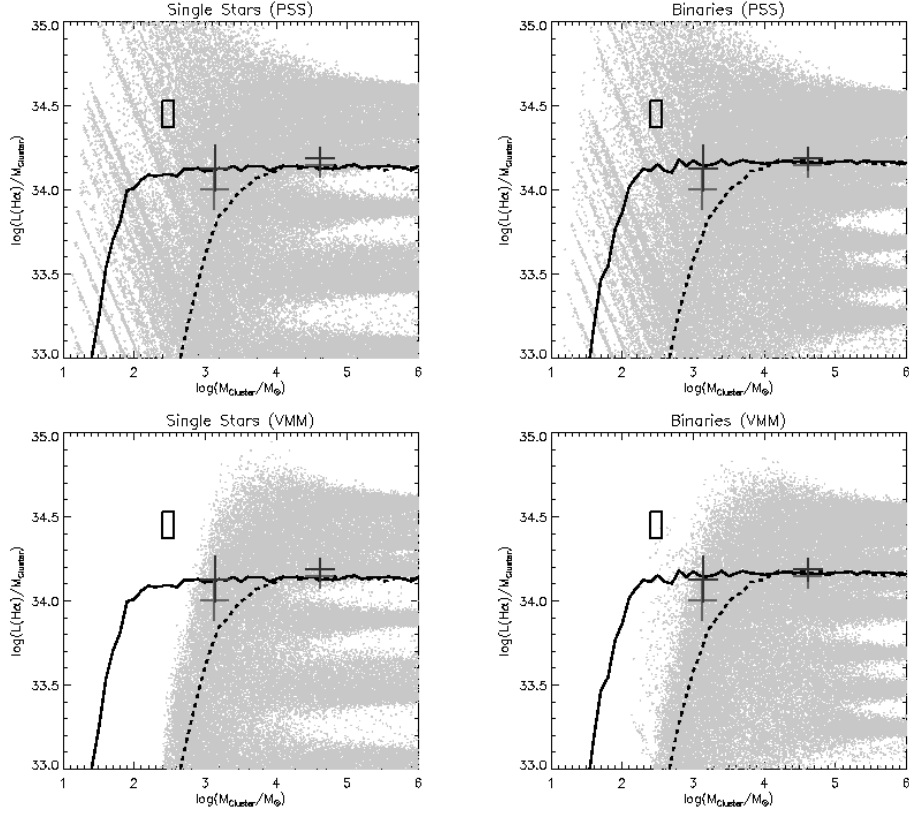 Single Stars (PSS)
35.0
34.5
34.0
33.5
33.0
log(L(Hα)/M_Cluster)
1 2 3 4 5 6
log(M_Cluster/M_⊙)
Binaries (PSS)
35.0
34.5
34.0
33.5
33.0
log(L(Hα)/M_Cluster)
1 2 3 4 5 6
log(M_Cluster/M_⊙)
Single Stars (VMM)
35.0
34.5
34.0
33.5
33.0
log(L(Hα)/M_Cluster)
1 2 3 4 5 6
log(M_Cluster/M_⊙)
Binaries (VMM)
35.0
34.5
34.0
33.5
33.0
log(L(Hα)/M_Cluster)
1 2 3 4 5 6
log(M_Cluster/M_⊙)